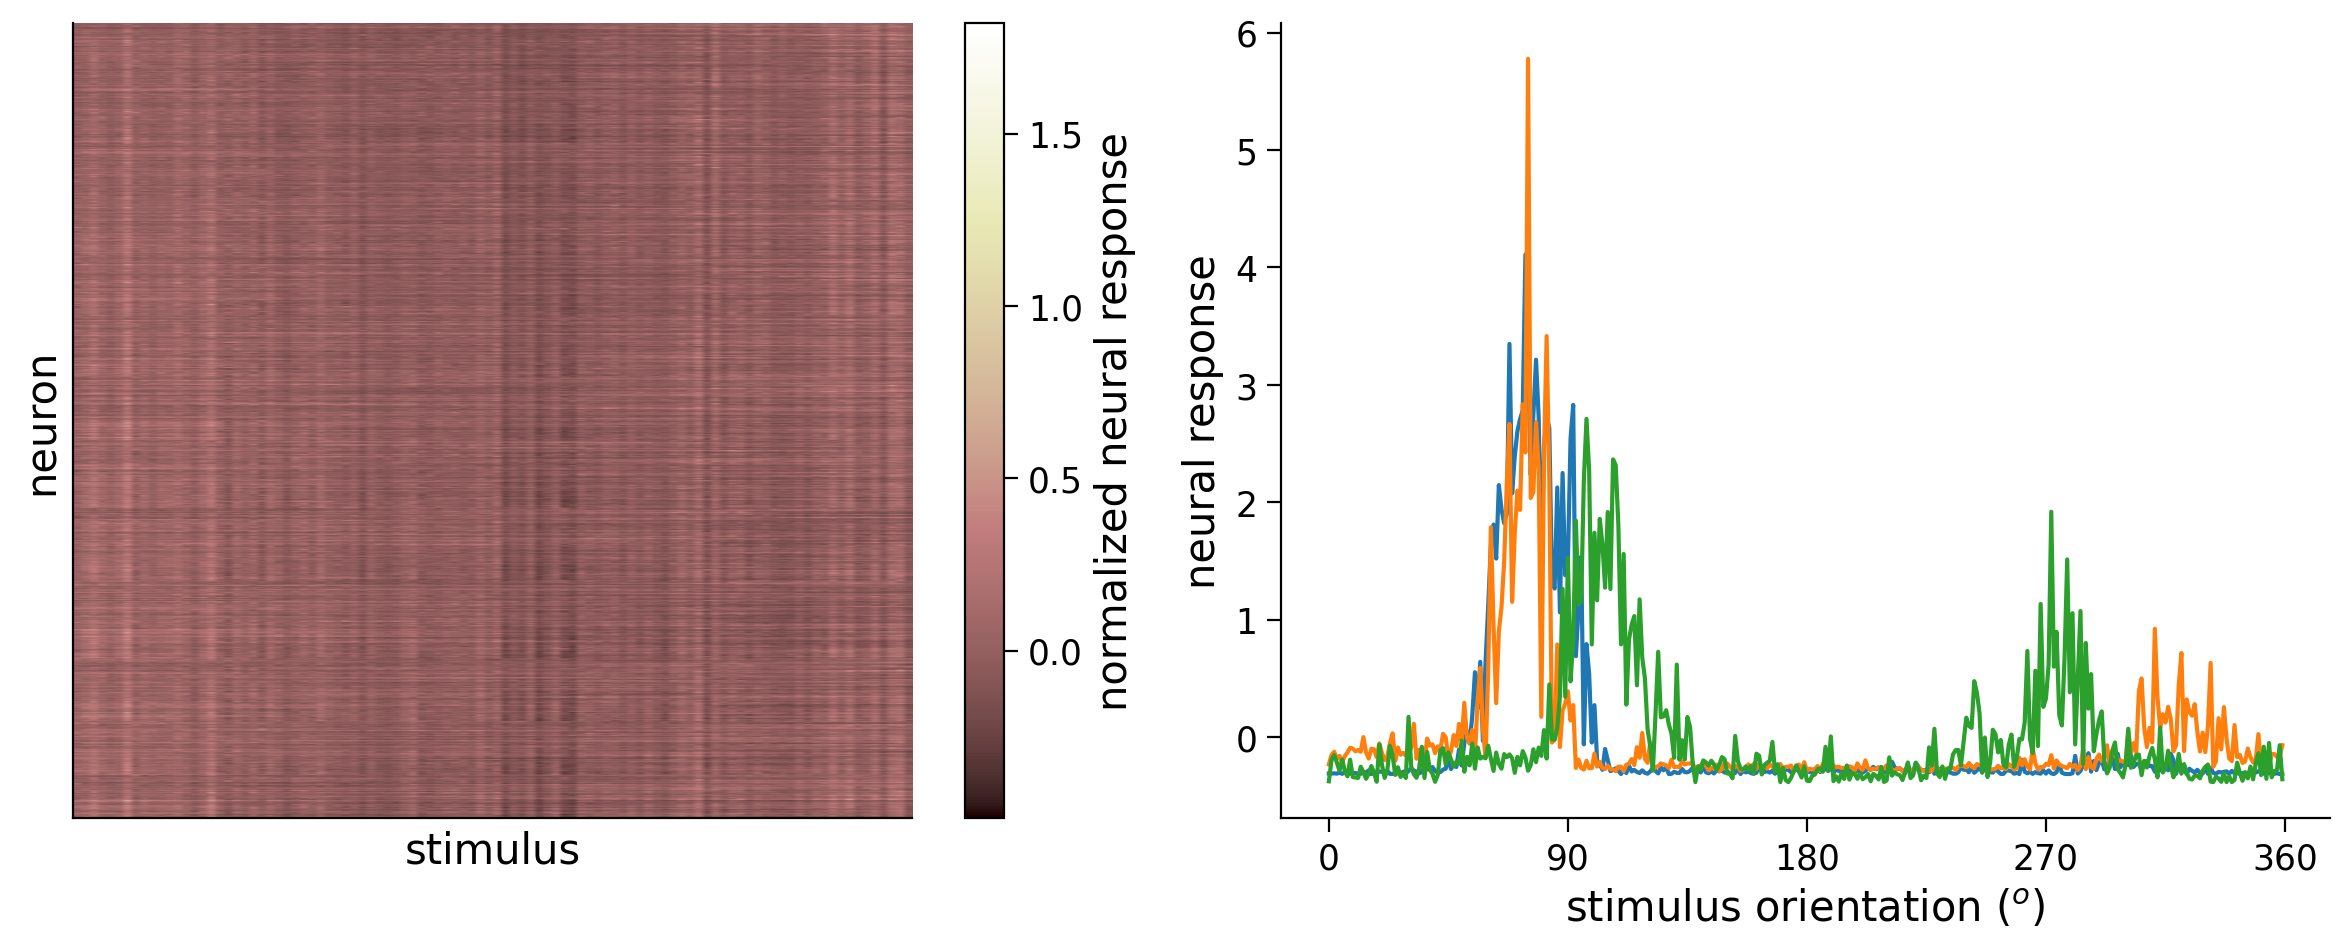 neuron
stimulus
1.5
1.0
0.5
0.0
normalized neural response
neural response
6
5
4
3
2
1
0
0 90 180 270 360
stimulus orientation (o)